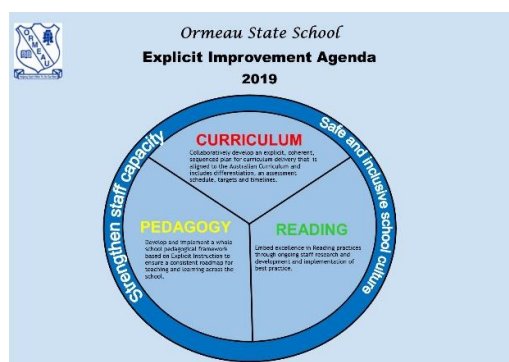 ORMEAU
Ormeau State School
Explicit Improvement Agenda
2019
Strengthen staff capacity
Safe and inclusive school culture
CURRICULUM
Collaboratively develop an explicit, coherent,
sequenced plan for curriculum delivery that is
aligned to the Australian Curriculum and
includes differentiation, an assessment
schedule, targets and timelines.
PEDAGOGY
Develop and implement a whole
school pedagogical framework
based on Explicit Instruction to
ensure a consistent roadmap for
teaching and learning across the
school.
READING
Embed excellence in Reading practices
through ongoing staff research and
development and implementation of
best practice.